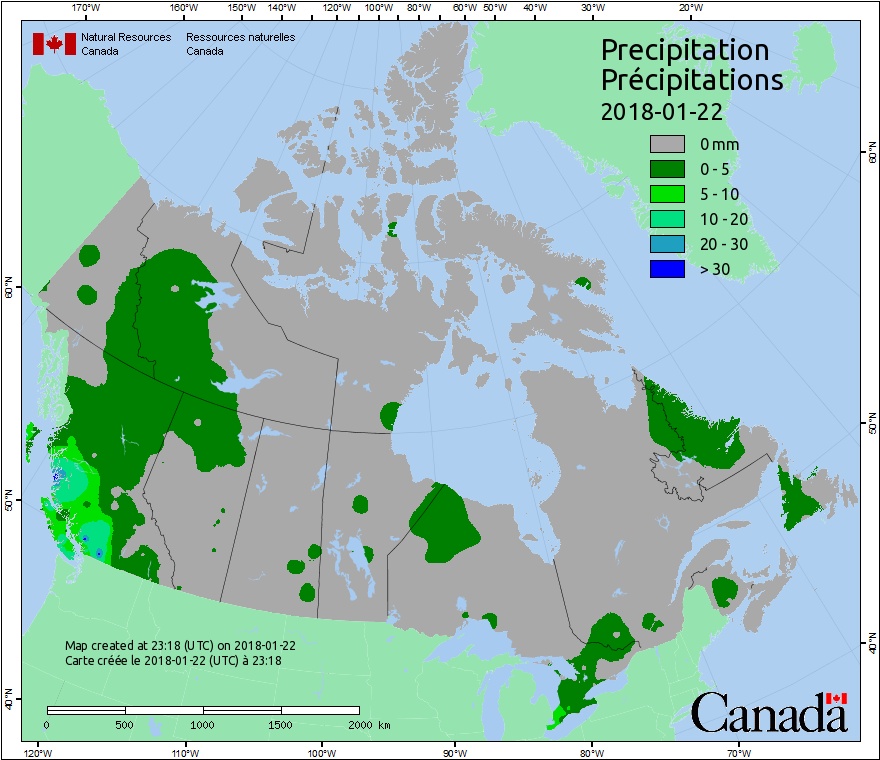 170°W 160°W 150°W 140°W 120°W 100°W 80°W 60°W 50°W 40°W 30°W 20°W
Natural Resources Ressources naturelles
Canada Canada
Precipitation
Précipitations
2018-01-22
0 mm
0 - 5
5 - 10
10 - 20
20 - 30
> 30
60°N 60°N
50°N 50°N
40°N 40°N
Map created at 23:18 (UTC) on 2018-01-22
Carte créée le 2018-01-22 (UTC) à 23:18
0 500 1000 1500 2000 km
Canada
120°W 110°W 100°W 90°W 80°W 70°W